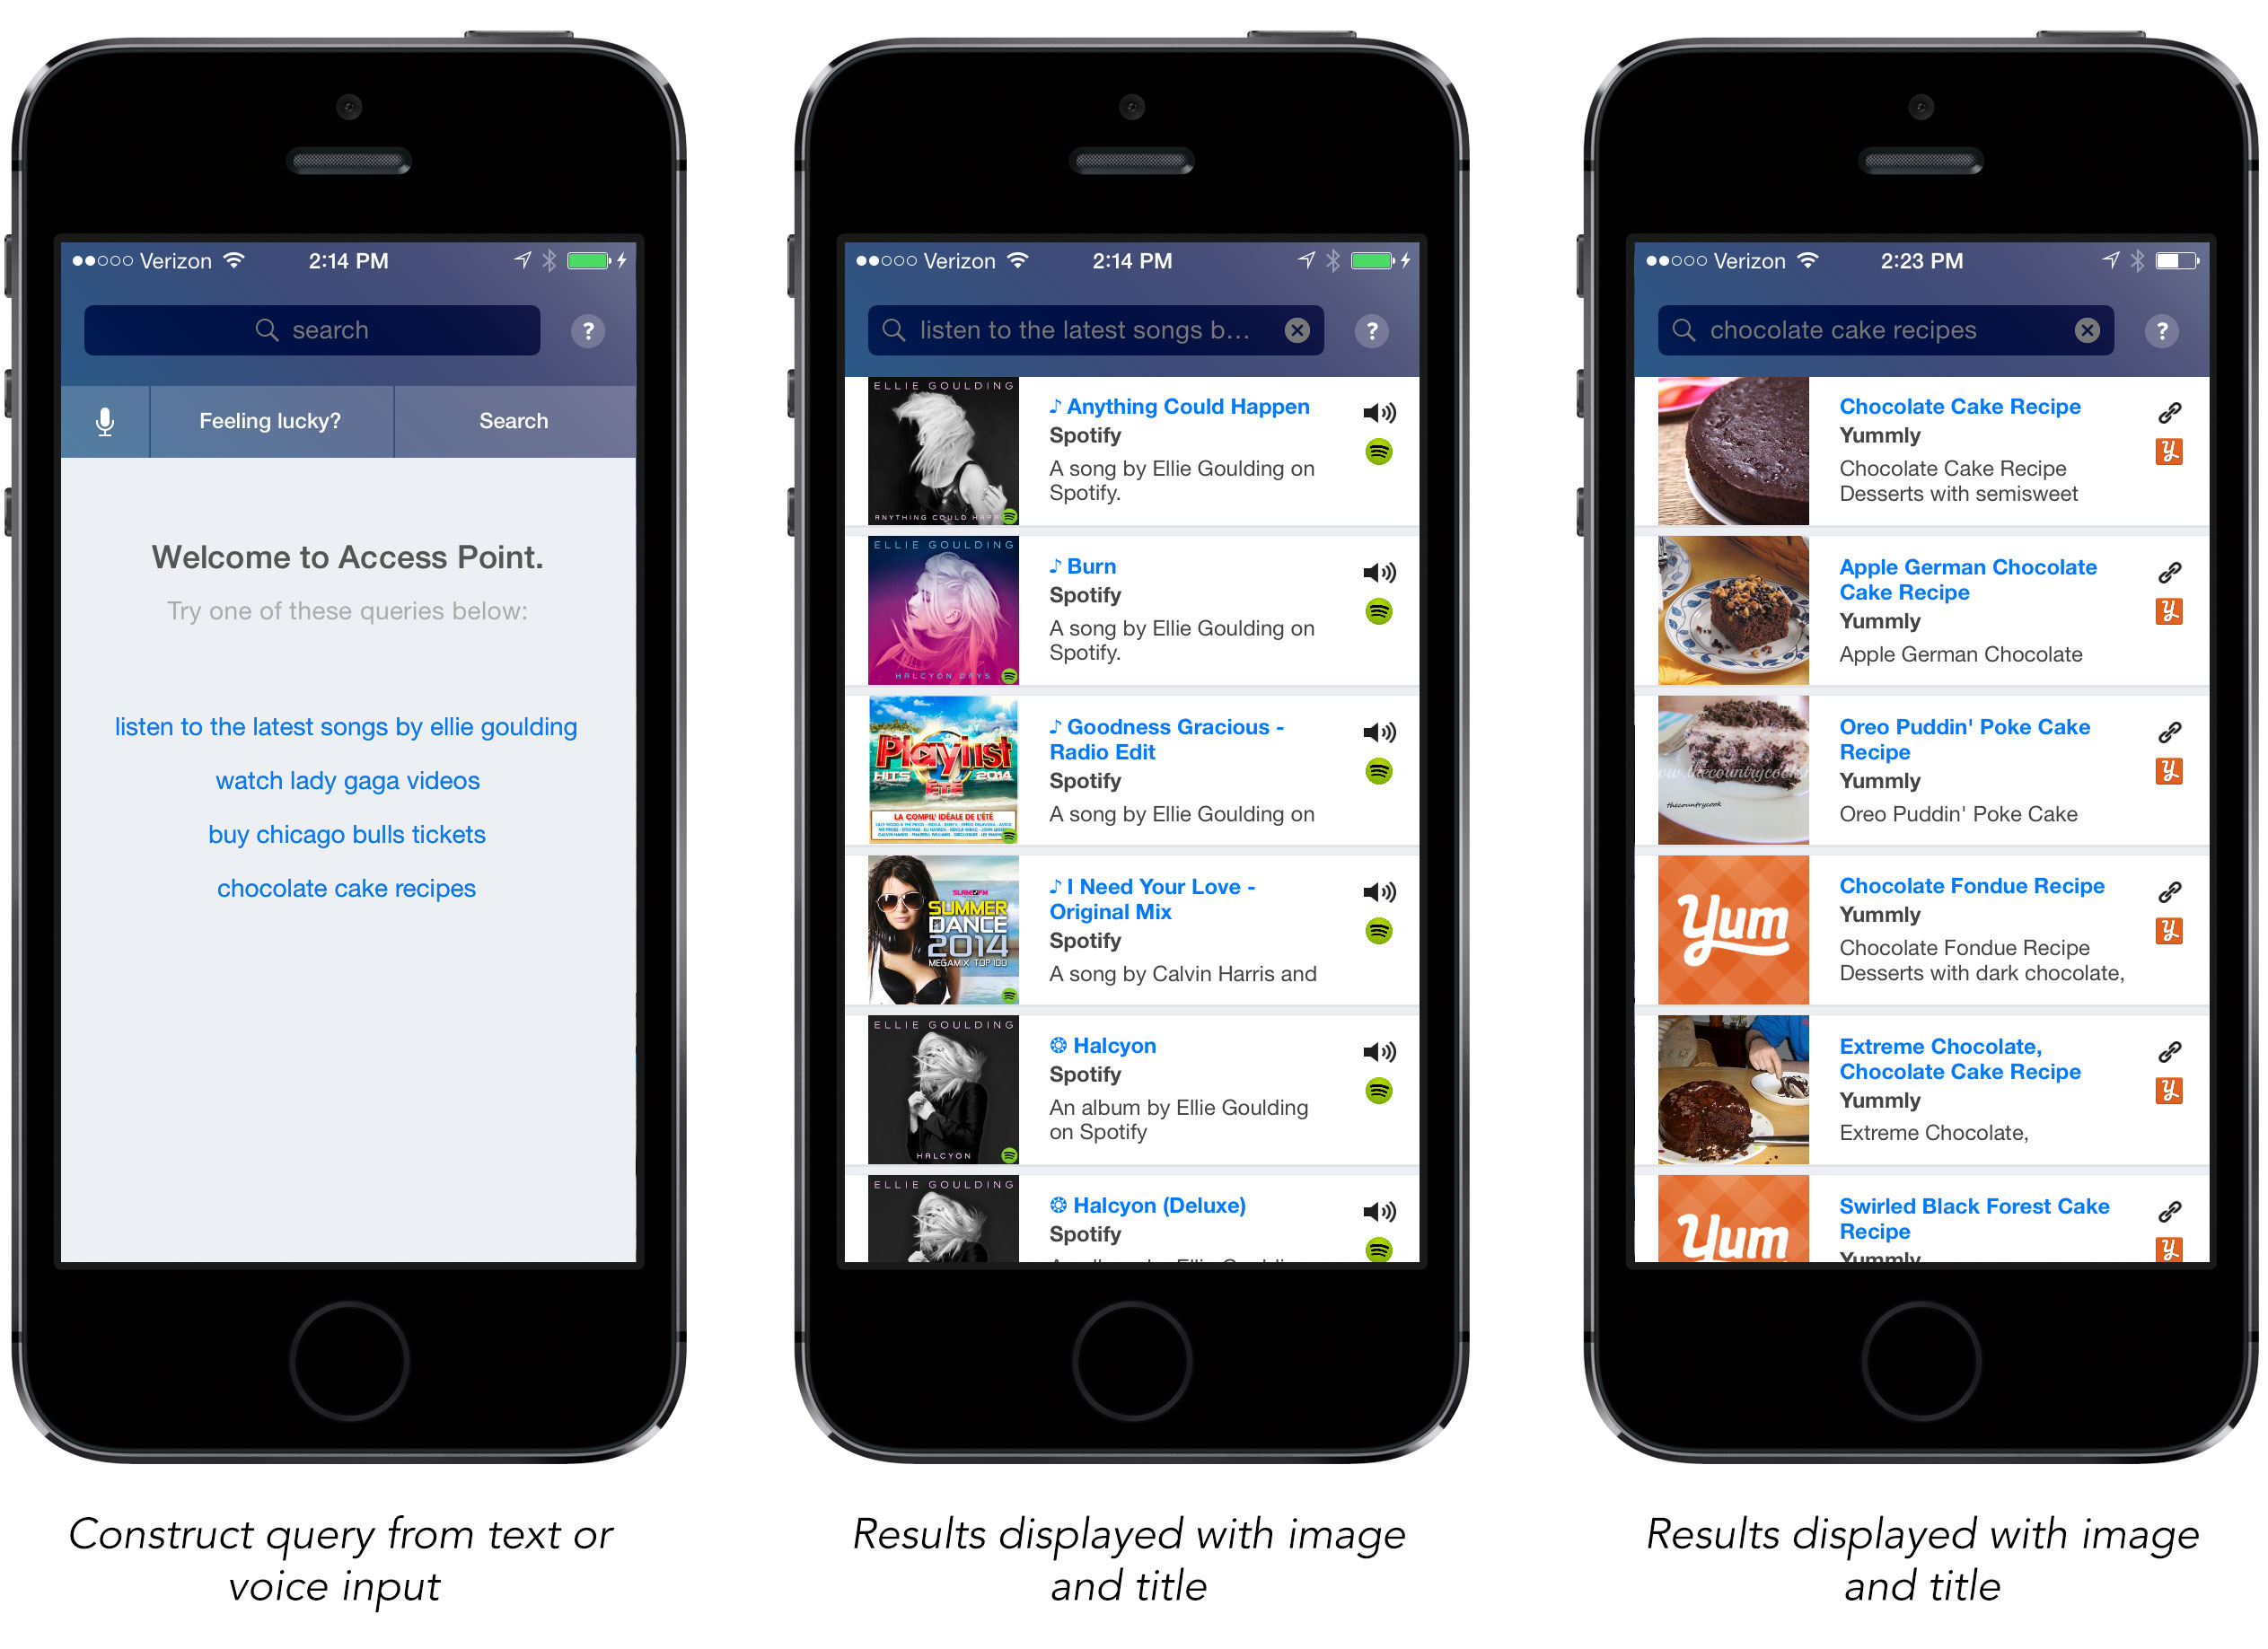 Verizon 2:14 PM
search ?
Feeling lucky? Search
Welcome to Access Point.
Try one of these queries below:
listen to the latest songs by ellie goulding
watch lady gaga videos
buy chicago bulls tickets
chocolate cake recipes
Construct query from text or
voice input
Verizon 2:14 PM
listen to the latest songs b... ?
ELLIE GOULDING
♪ Anything Could Happen
Spotify
A song by Ellie Goulding on
Spotify.
ANYTHING COULD
ELLIE GOULDING
♪ Burn
Spotify
A song by Ellie Goulding on
Spotify.
HALCYON DAYS
Playlist
HITS 2014
ÉTÉ
LA COMPIL' IDÉALE DE L'ÉTÉ
♪ Goodness Gracious -
Radio Edit
Spotify
A song by Ellie Goulding on
SLAM!FM
SUMMER
DANCE
2014
MEGAMIX TOP 100
♪ I Need Your Love -
Original Mix
Spotify
A song by Calvin Harris and
ELLIE GOULDING
HALCYON
Halcyon
Spotify
An album by Ellie Goulding
on Spotify
ELLIE GOULDING
Halcyon (Deluxe)
Spotify
Results displayed with image
and title
Verizon 2:23 PM
chocolate cake recipes ?
Chocolate Cake Recipe
Yummly
Chocolate Cake Recipe
Desserts with semisweet
Apple German Chocolate
Cake Recipe
Yummly
Apple German Chocolate
thecountrycook
Oreo Puddin' Poke Cake
Recipe
Yummly
Oreo Puddin' Poke Cake
Yum
Chocolate Fondue Recipe
Yummly
Chocolate Fondue Recipe
Desserts with dark chocolate,
Extreme Chocolate,
Chocolate Cake Recipe
Yummly
Extreme Chocolate,
Yum
Swirled Black Forest Cake
Recipe
Yummly
Results displayed with image
and title